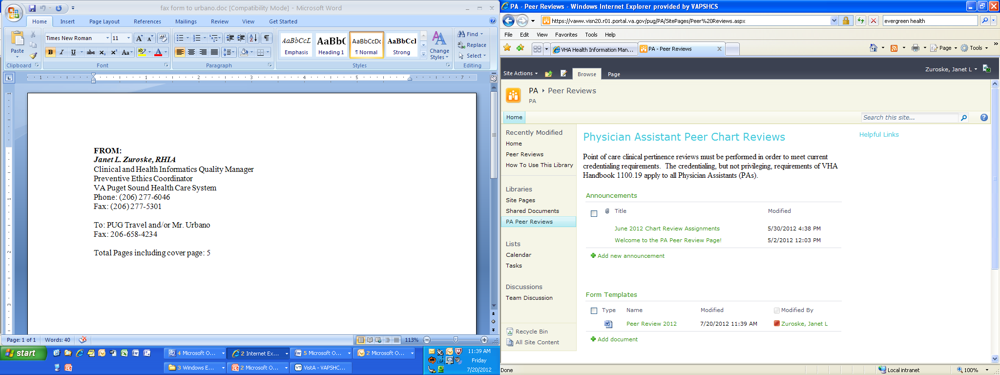 fax form to urbano.doc [Compatibility Mode] - Microsoft Word
Home Insert Page Layout References Mailings Review View Get Started
Times New Roman 11
Paste
B I U abc x₂ x² Aa
AaBbCcL AaBb( AaBbCcDc AaBbCcI
Emphasis Heading 1 ¶ Normal Strong
Change Styles
Find
Replace
Select
Clipboard Font Paragraph Styles Editing
1 1 2 3 4 5 7
FROM:
Janet L. Zuroske, RHIA
Clinical and Health Informatics Quality Manager
Preventive Ethics Coordinator
VA Puget Sound Health Care System
Phone: (206) 277-6046
Fax: (206) 277-5301
To: PUG Travel and/or Mr. Urbano
Fax: 206-658-4234
Total Pages including cover page: 5
Page: 1 of 1 Words: 40 113%
start
4 Microsoft O... 2 Internet Ex... 5 Microsoft O... 2 Microsoft O...
3 Windows E... 2 Microsoft O... VistA - VAPSHC...
11:39 AM
Friday
7/20/2012
PA - Peer Reviews - Windows Internet Explorer provided by VAPSHCS
https://vaww.visn20.r01.portal.va.gov/pug/PA/SitePages/Peer%20Reviews.aspx evergreen health
File Edit View Favorites Tools Help
VHA Health Information Man... PA - Peer Reviews Page Tools »
Site Actions Browse Page Zuroske, Janet L
PA Peer Reviews
PA
Home Search this site...
Recently Modified
Home
Peer Reviews
How To Use This Library
Libraries
Site Pages
Shared Documents
PA Peer Reviews
Lists
Calendar
Tasks
Discussions
Team Discussion
Recycle Bin
All Site Content
Physician Assistant Peer Chart Reviews
Helpful Links
Point of care clinical pertinence reviews must be performed in order to meet current
credentialing requirements. The credentialing, but not privileging, requirements of VHA
Handbook 1100.19 apply to all Physician Assistants (PAs).
Announcements
Title Modified
June 2012 Chart Review Assignments 5/30/2012 4:38 PM
Welcome to the PA Peer Review Page! 5/2/2012 12:03 PM
Add new announcement
Form Templates
Type Name Modified Modified By
Peer Review 2012 7/20/2012 11:39 AM Zuroske, Janet L
Add document
Done Local intranet 100%